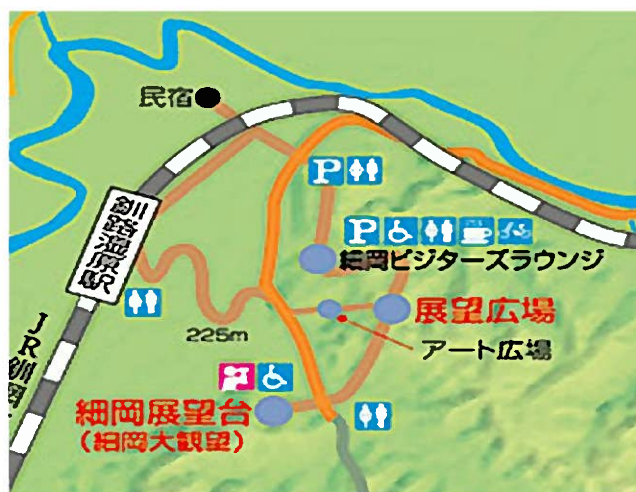 民宿
P
P
細岡ビジターズラウンジ
釧路湿原駅
展望広場
225m
アート広場
JR釧網
細岡展望台
(細岡大観望)